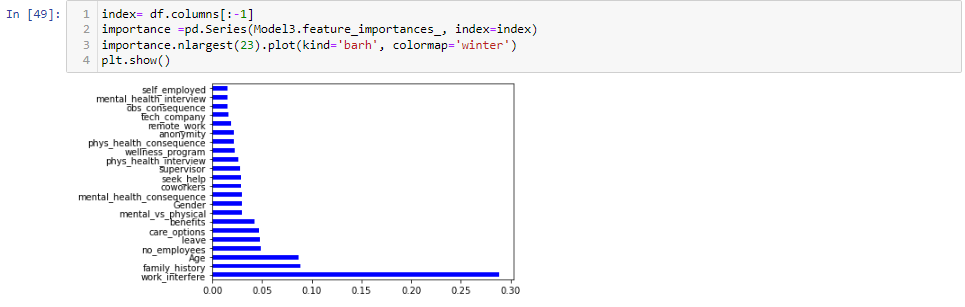 In [49]:
1 index= df.columns[:-1]
2 importance =pd.Series(Model3.feature_importances_, index=index)
3 importance.nlargest(23).plot(kind='barh', colormap='winter')
4 plt.show()
self_employed
mental_health_interview
obs_consequence
tech_company
remote_work
anonymity
phys_health_consequence
wellness_program
phys_health_interview
supervisor
seek_help
coworkers
mental_health_consequence
Gender
mental_vs_physical
benefits
care_options
leave
no_employees
Age
family_history
work_interfere
0.00 0.05 0.10 0.15 0.20 0.25 0.30